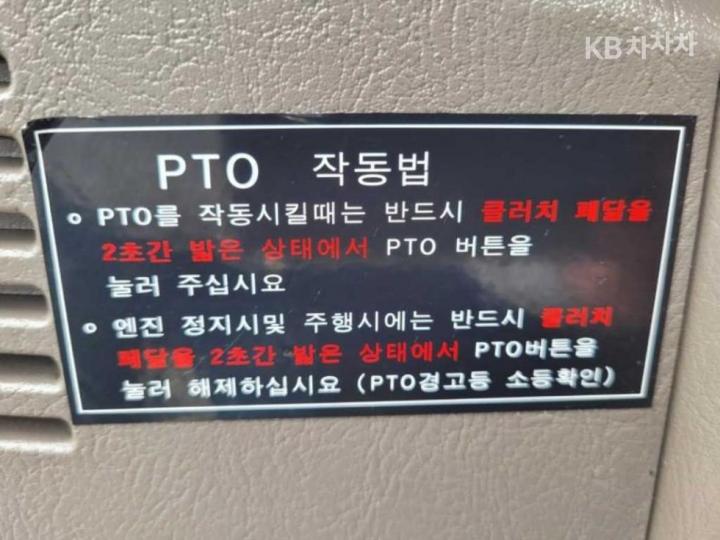 KB차차차
PTO 작동법
o PTO를 작동시킬때는 반드시 클러치 페달을
2초간 밟은 상태에서 PTO 버튼을
눌러 주십시요
o 엔진 정지시및 주행시에는 반드시 클러치
페달을 2초간 밟은 상태에서 PTO버튼을
눌러 해제하십시요 (PTO경고등 소등확인)